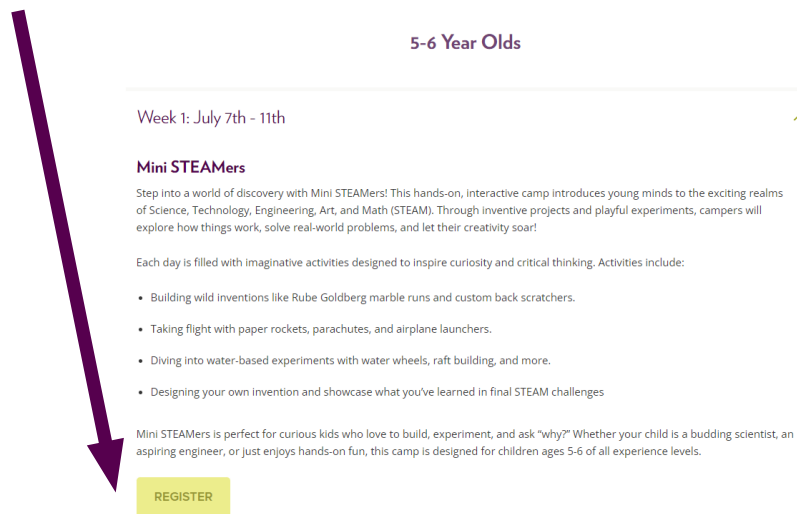 5-6 Year Olds
Week 1: July 7th - 11th
Mini STEAMers
Step into a world of discovery with Mini STEAMers! This hands-on, interactive camp introduces young minds to the exciting realms
of Science, Technology, Engineering, Art, and Math (STEAM). Through inventive projects and playful experiments, campers will
explore how things work, solve real-world problems, and let their creativity soar!
Each day is filled with imaginative activities designed to inspire curiosity and critical thinking. Activities include:
• Building wild inventions like Rube Goldberg marble runs and custom back scratchers.
• Taking flight with paper rockets, parachutes, and airplane launchers.
• Diving into water-based experiments with water wheels, raft building, and more.
• Designing your own invention and showcase what you've learned in final STEAM challenges
Mini STEAMers is perfect for curious kids who love to build, experiment, and ask “why?” Whether your child is a budding scientist, an
aspiring engineer, or just enjoys hands-on fun, this camp is designed for children ages 5-6 of all experience levels.
REGISTER